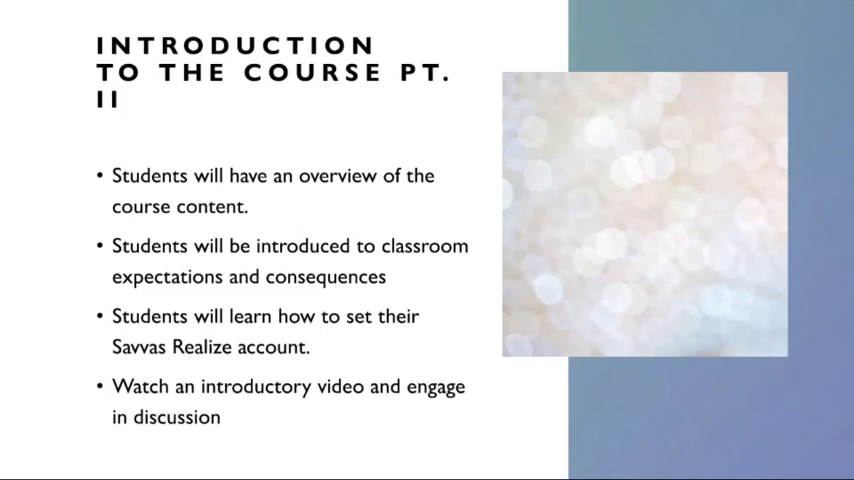 INTRODUCTION
TO THE COURSE PT.
II
• Students will have an overview of the
course content.
• Students will be introduced to classroom
expectations and consequences
• Students will learn how to set their
Savvas Realize account.
• Watch an introductory video and engage
in discussion